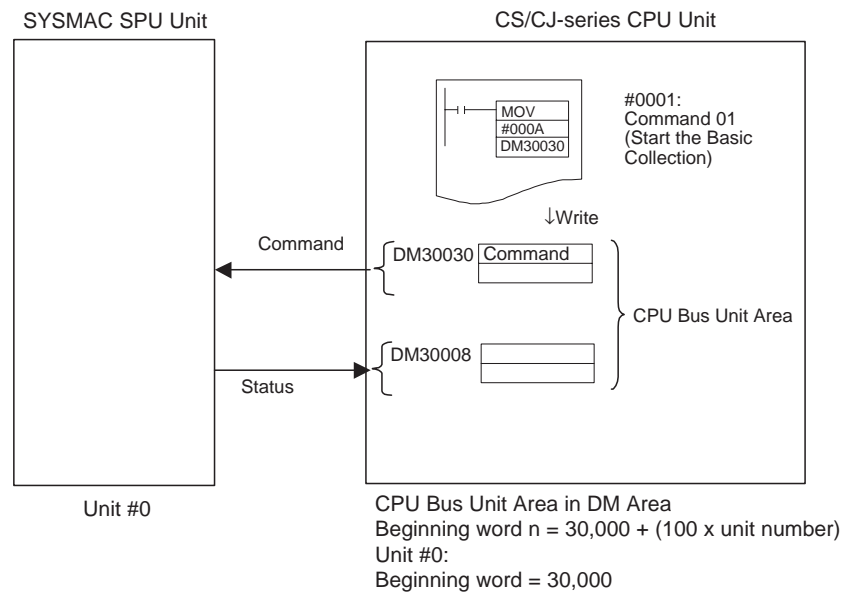 SYSMAC SPU Unit
CS/CJ-series CPU Unit
MOV
#000A
DM30030
#0001:
Command 01
(Start the Basic
Collection)
↓Write
Command
DM30030
Command
CPU Bus Unit Area
DM30008
Status
Unit #0
CPU Bus Unit Area in DM Area
Beginning word n = 30,000 + (100 x unit number)
Unit #0:
Beginning word = 30,000